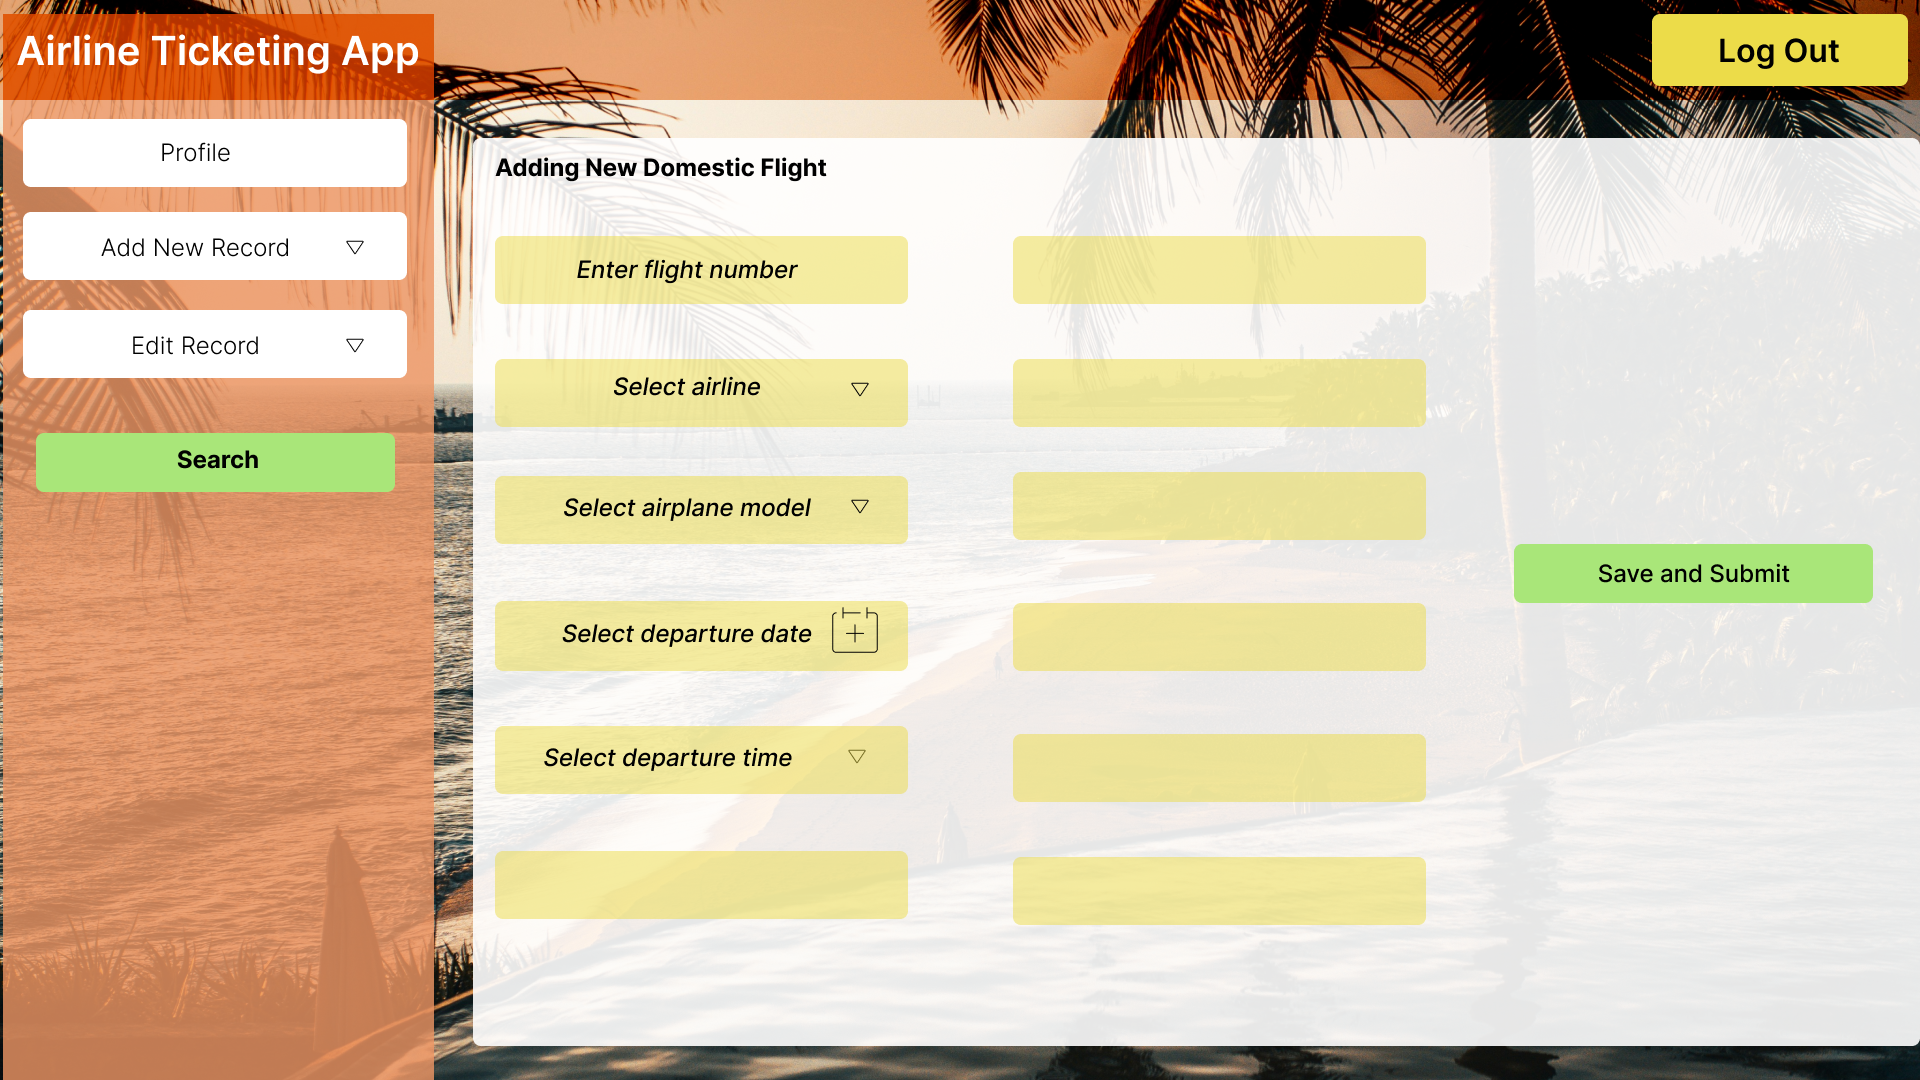 Airline Ticketing App
Log Out
Profile
Add New Record
Edit Record
Search
Adding New Domestic Flight
Enter flight number
Select airline
Select airplane model
Select departure date
Select departure time
Save and Submit